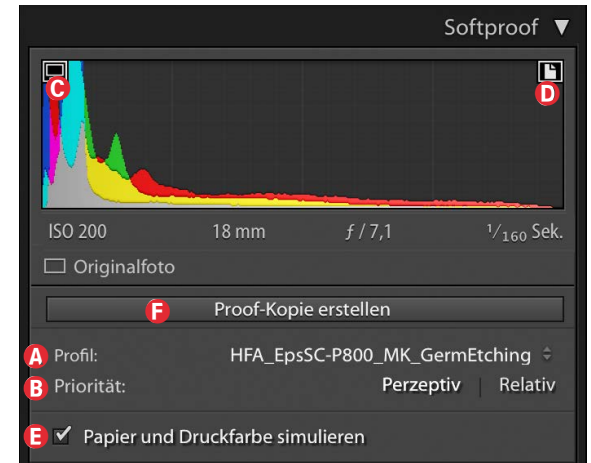 Softproof ▼
C
D
ISO 200 18 mm ƒ / 7,1 1/160 Sek.
Originalfoto
F Proof-Kopie erstellen
A Profil: HFA_EpsSC-P800_MK_GermEtching
B Priorität: Perzeptiv | Relativ
E Papier und Druckfarbe simulieren